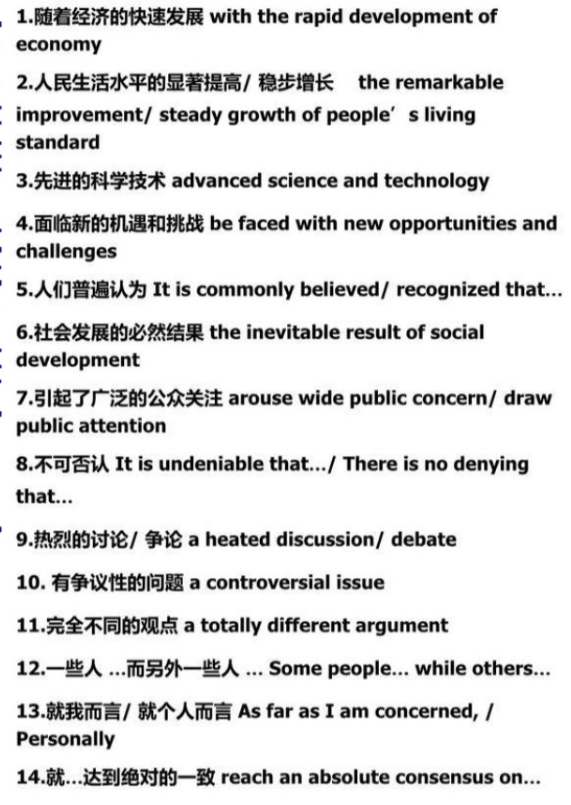 1.随着经济的快速发展 with the rapid development of
economy
2.人民生活水平的显著提高/ 稳步增长 the remarkable
improvement/ steady growth of people’s living
standard
3.先进的科学技术 advanced science and technology
4.面临新的机遇和挑战 be faced with new opportunities and
challenges
5.人们普遍认为 It is commonly believed/ recognized that…
6.社会发展的必然结果 the inevitable result of social
development
7.引起了广泛的公众关注 arouse wide public concern/ draw
public attention
8.不可否认 It is undeniable that…/ There is no denying
that…
9.热烈的讨论/ 争论 a heated discussion/ debate
10. 有争议性的问题 a controversial issue
11.完全不同的观点 a totally different argument
12.一些人 …而另外一些人 … Some people… while others…
13.就我而言/ 就个人而言 As far as I am concerned, /
Personally
14.就…达到绝对的一致 reach an absolute consensus on…